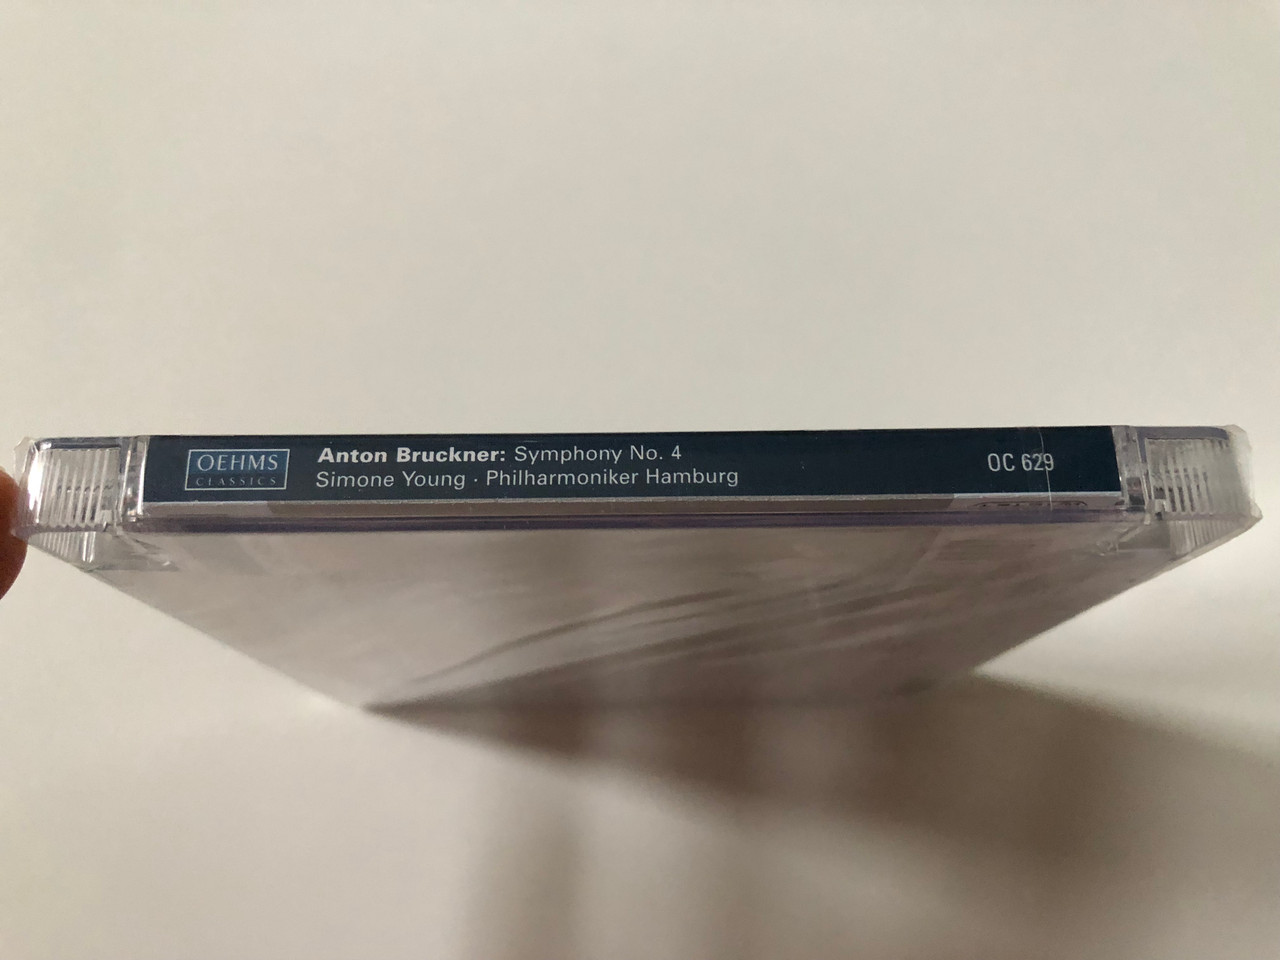 OEHMS
CLASSICS
Anton Bruckner: Symphony No. 4
Simone Young · Philharmoniker Hamburg
OC 629